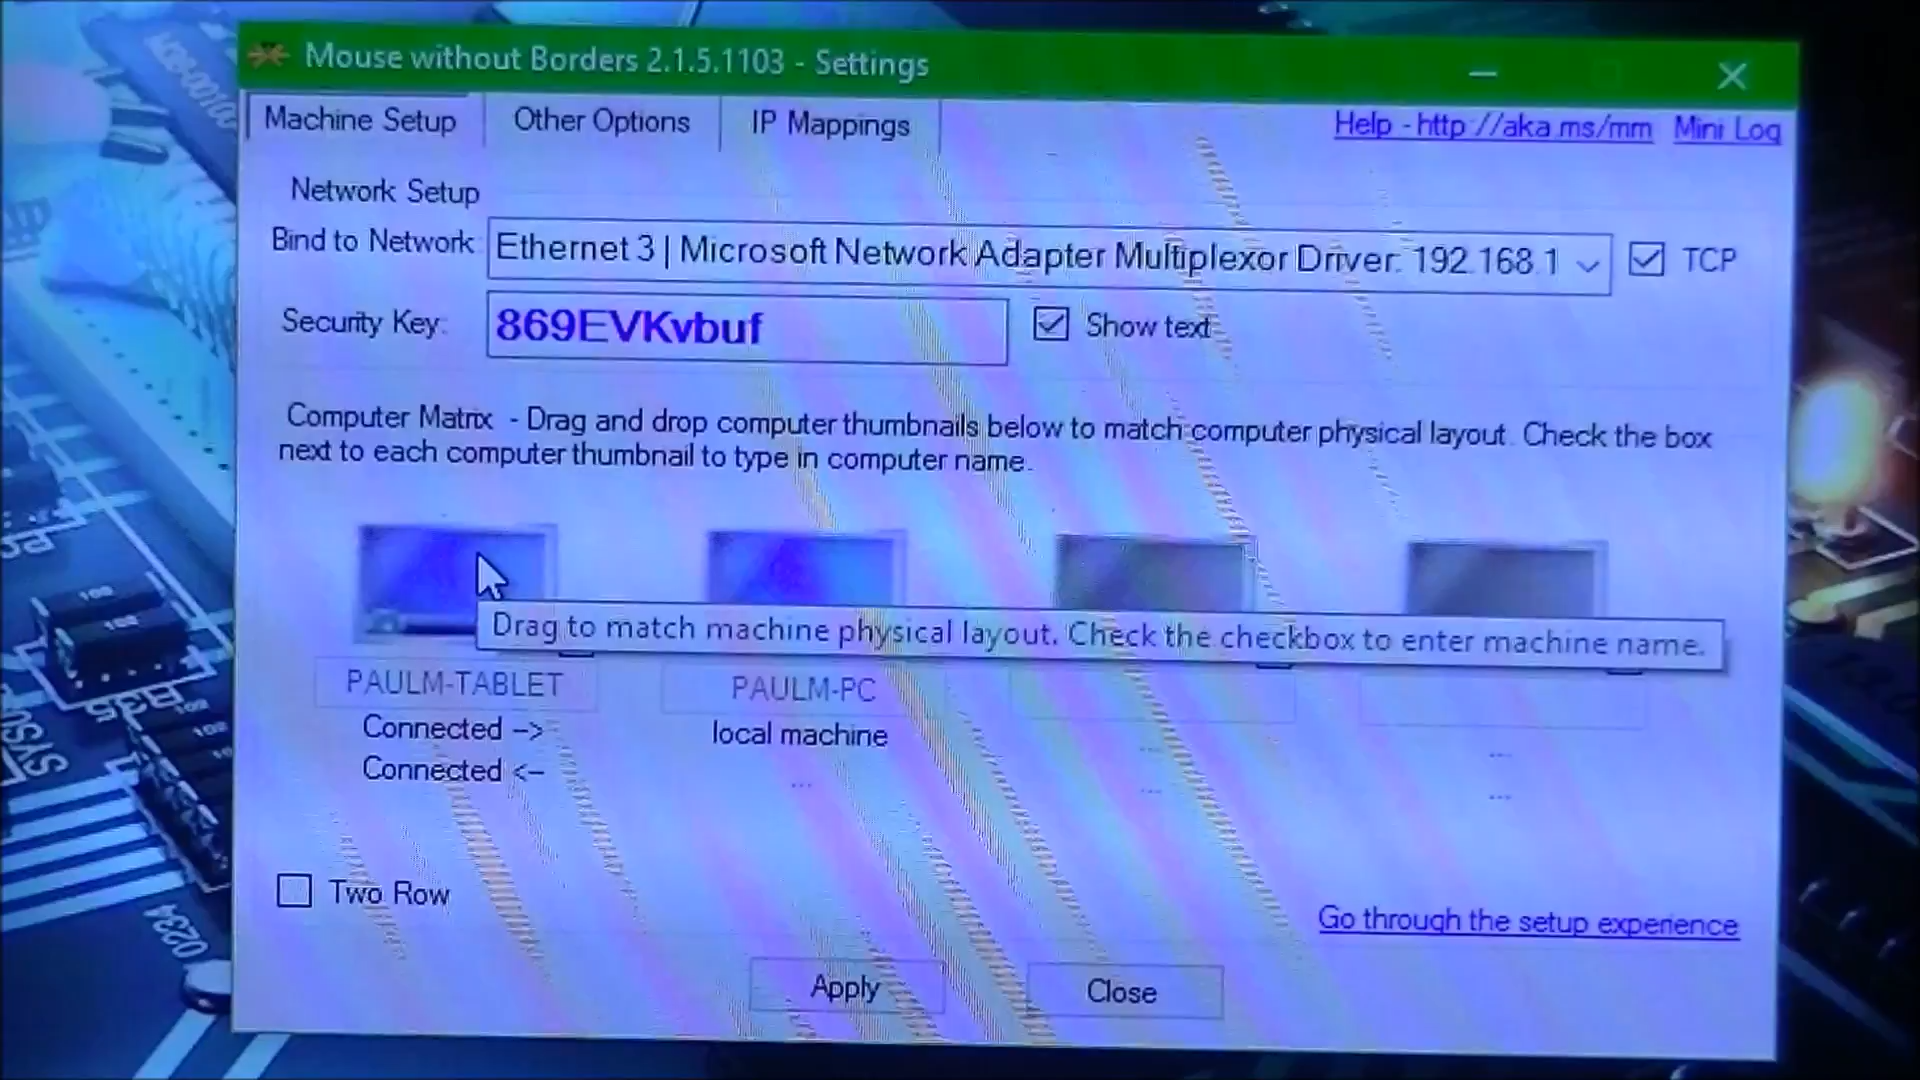 Mouse without Borders 2.1.5.1103 - Settings
Machine Setup Other Options IP Mappings Help - http://aka.ms/mm Mini Log
Network Setup
Bind to Network: Ethernet 3 | Microsoft Network Adapter Multiplexor Driver: 192.168.1 TCP
Security Key: 869EVKvbuf Show text
Computer Matrix - Drag and drop computer thumbnails below to match computer physical layout. Check the box
next to each computer thumbnail to type in computer name.
Drag to match machine physical layout. Check the checkbox to enter machine name.
PAULM-TABLET PAULM-PC
Connected --> local machine ... ...
Connected <-- ... ... ...
Two Row
Go through the setup experience
Apply Close
102
102
102
102
0234